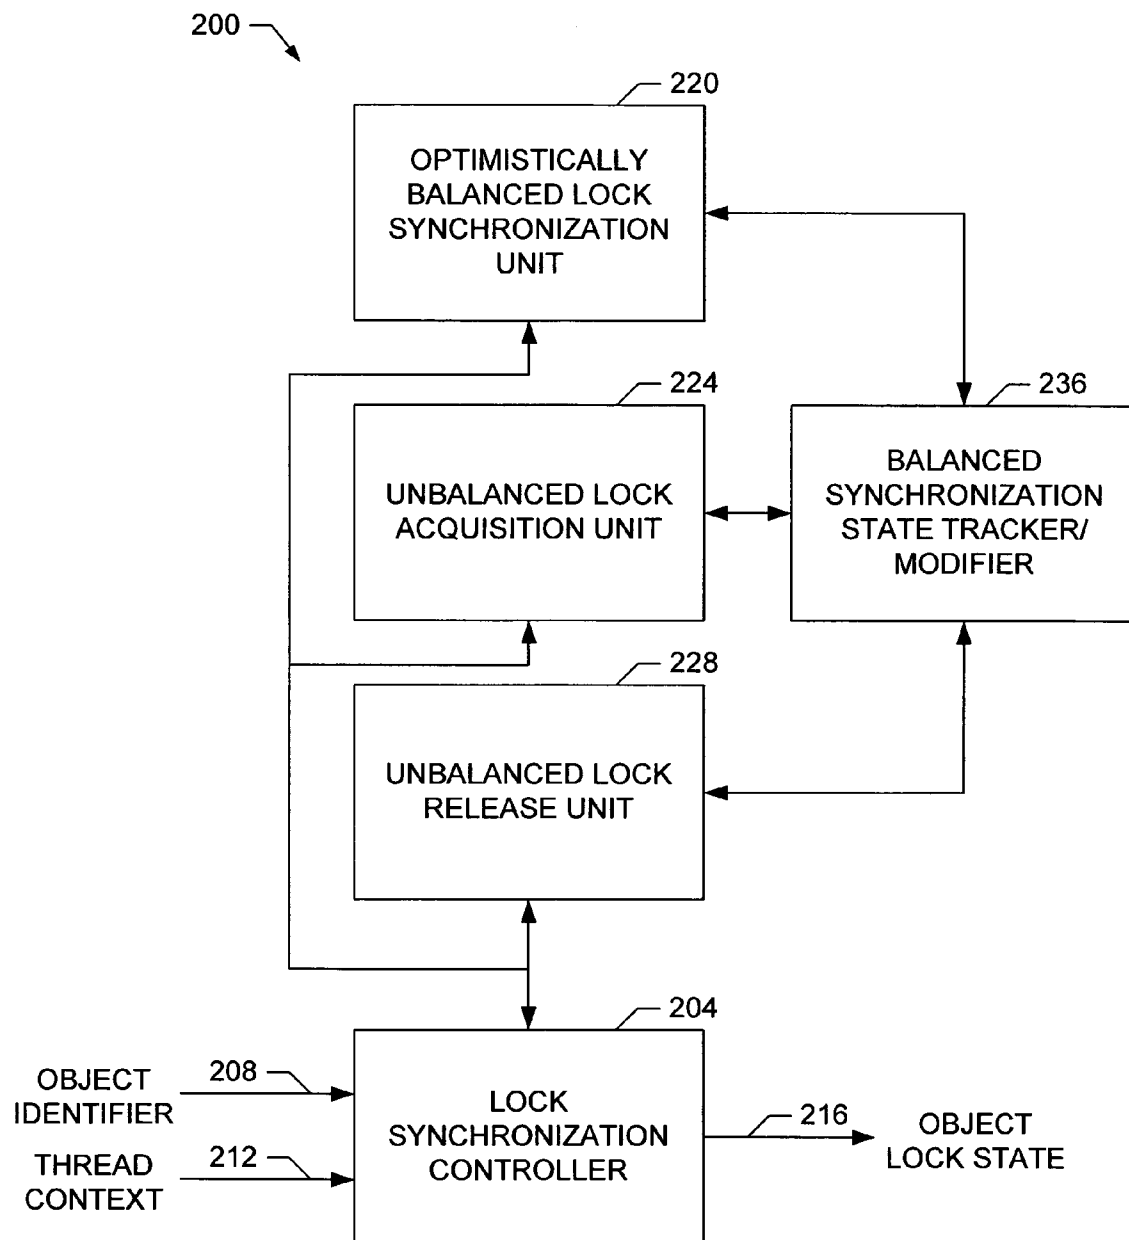 200
220
OPTIMISTICALLY
BALANCED LOCK
SYNCHRONIZATION
UNIT
224
UNBALANCED LOCK
ACQUISITION UNIT
236
BALANCED
SYNCHRONIZATION
STATE TRACKER/
MODIFIER
228
UNBALANCED LOCK
RELEASE UNIT
204
LOCK
SYNCHRONIZATION
CONTROLLER
OBJECT
IDENTIFIER
208
THREAD
CONTEXT
212
216
OBJECT
LOCK STATE